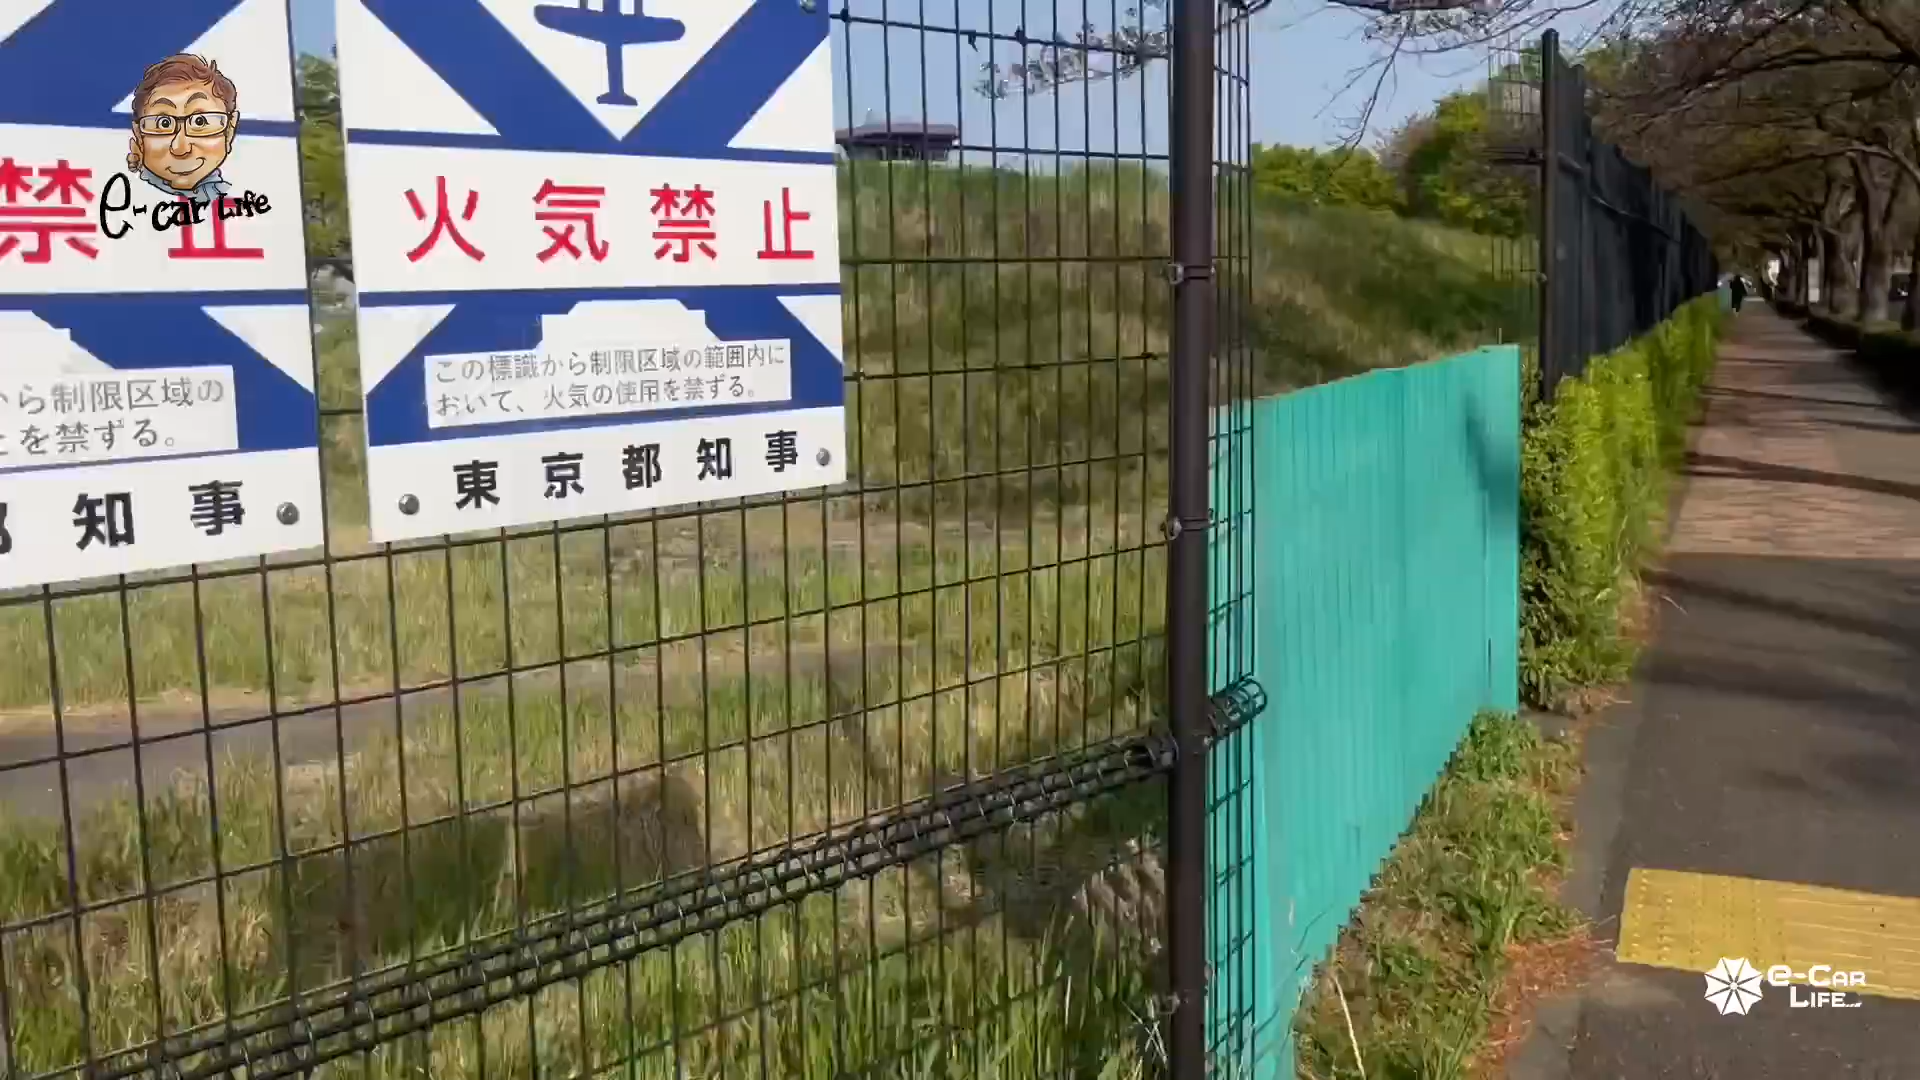 禁止
から制限区域の
とを禁ずる。
知事
火気禁止
この標識から制限区域の範囲内に
おいて、火気の使用を禁ずる。
東京都知事
e-car Life
e-Car
Life